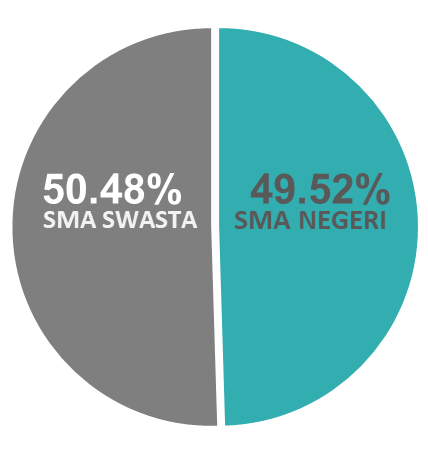 50.48%
SMA SWASTA
49.52%
SMA NEGERI